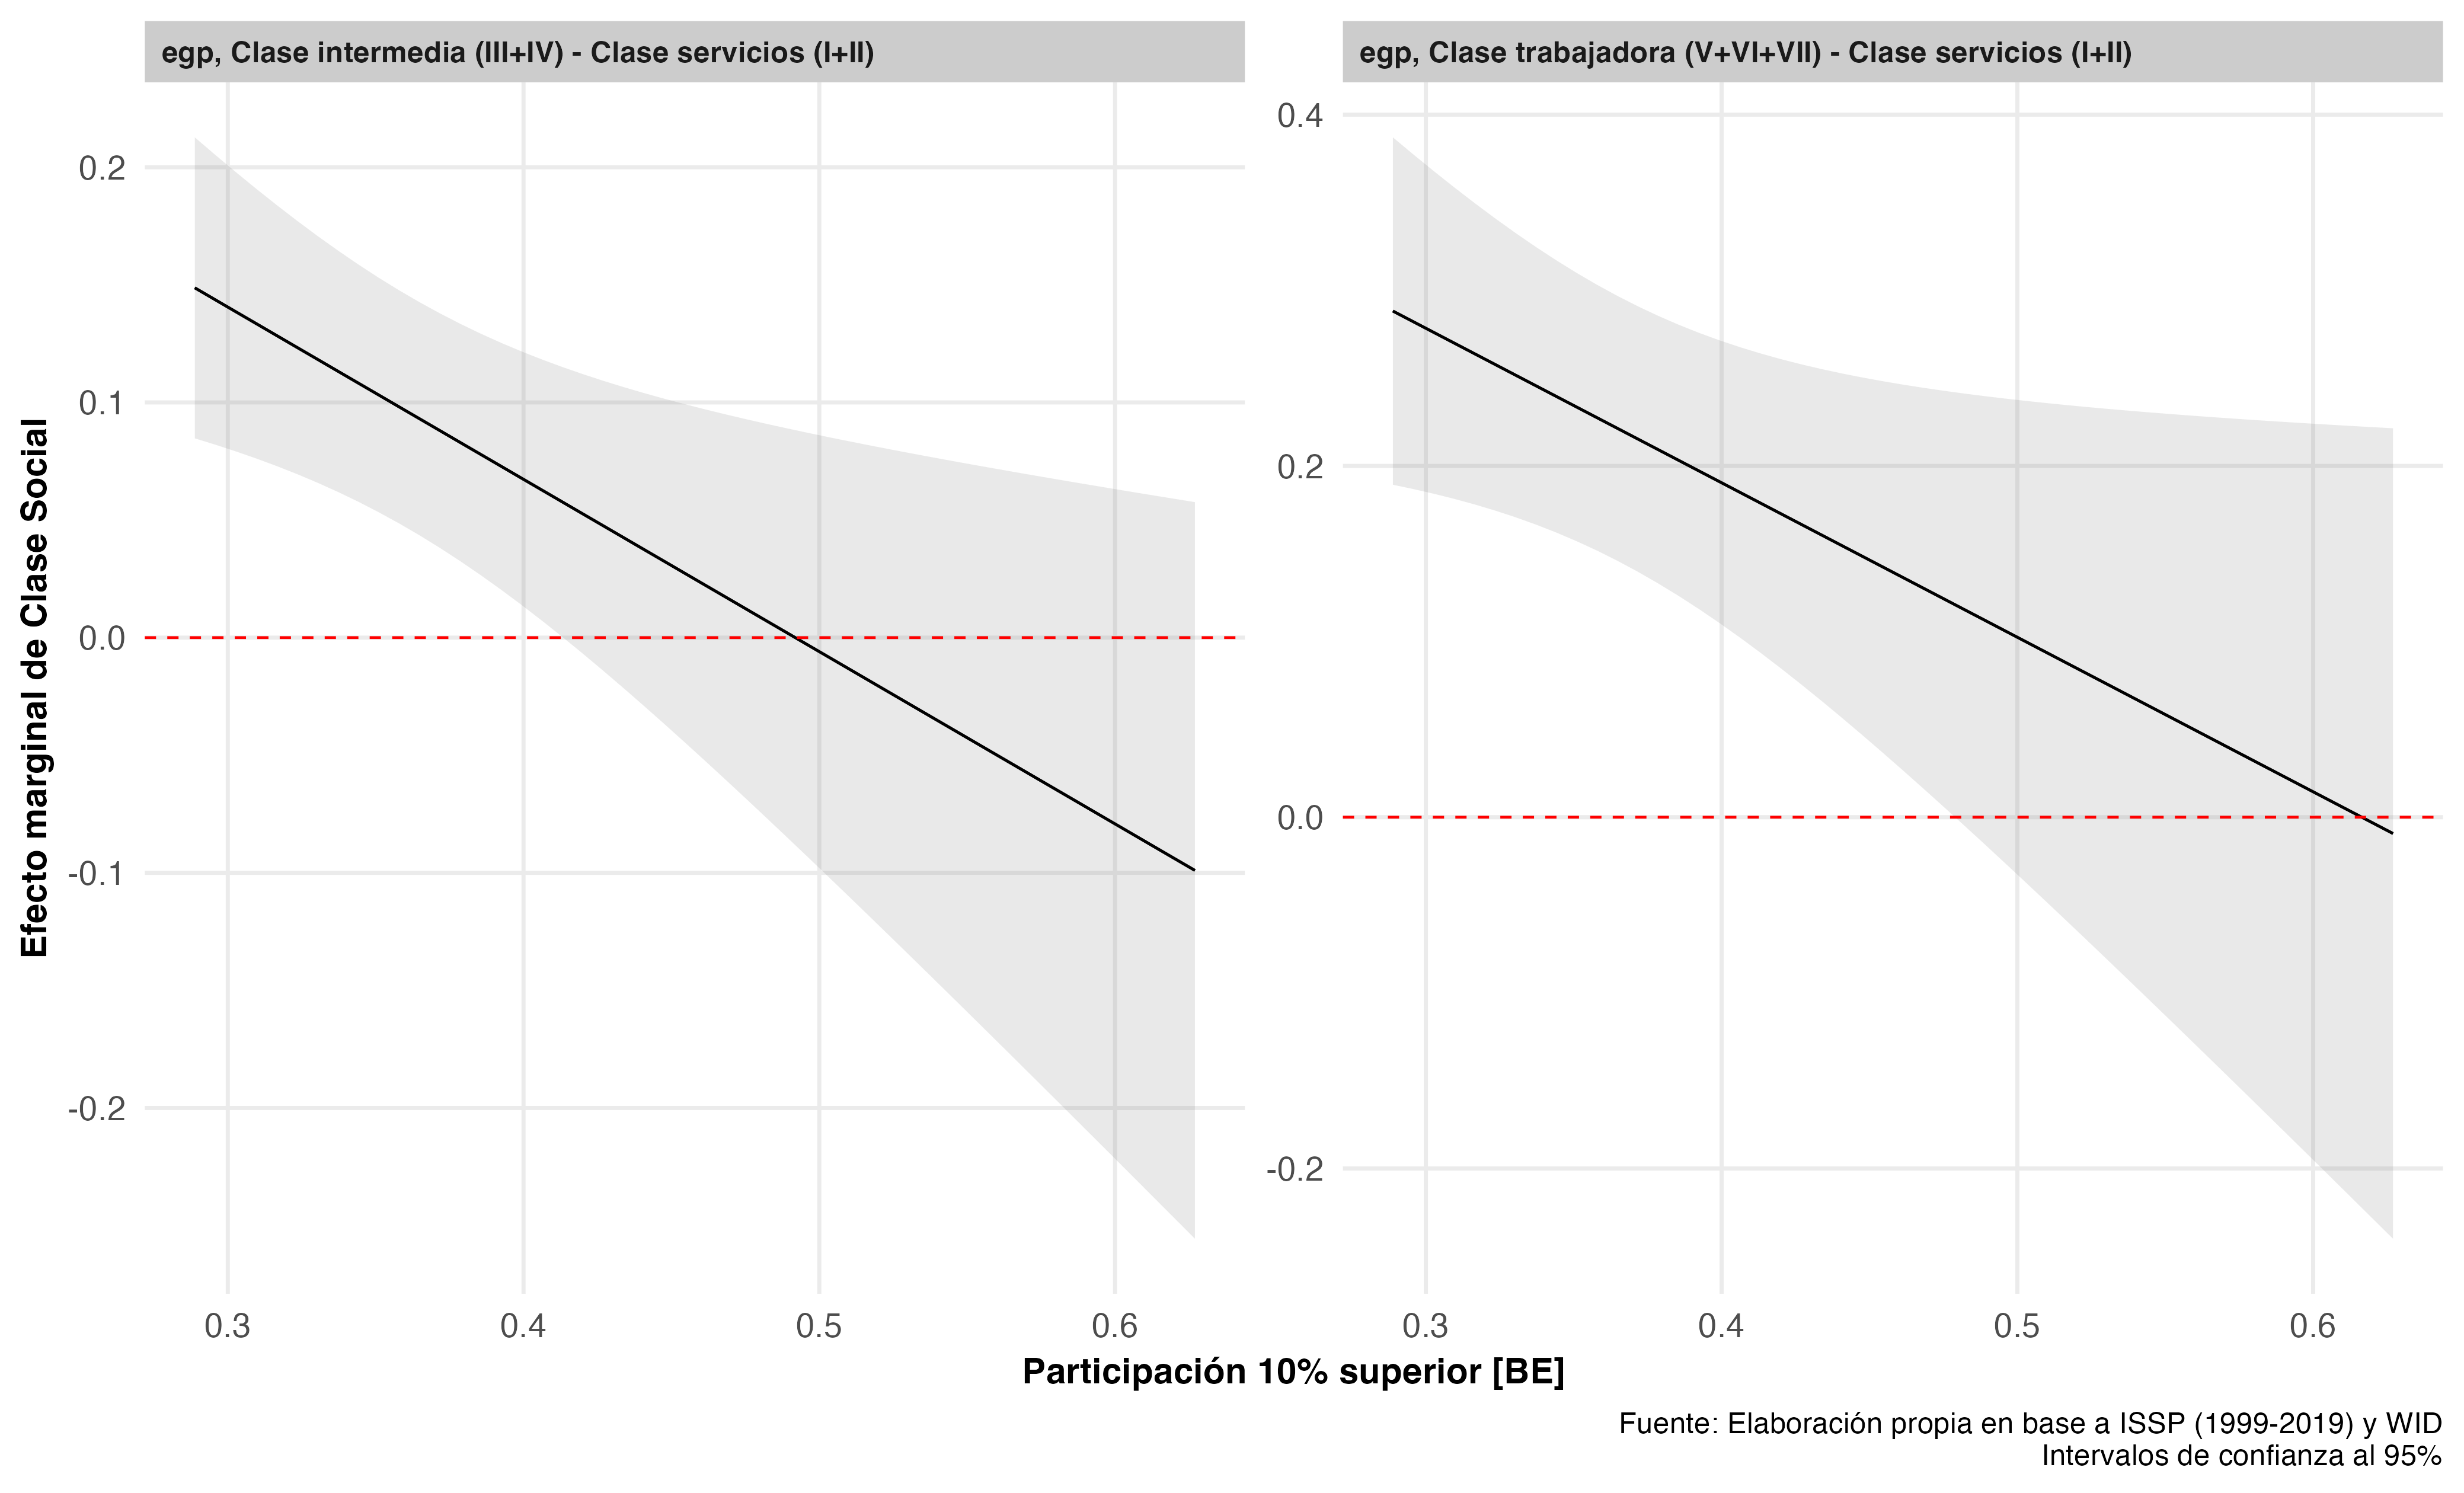 egp, Clase intermedia (III+IV) - Clase servicios (I+II)
egp, Clase trabajadora (V+VI+VII) - Clase servicios (I+II)
Efecto marginal de Clase Social
0.2
0.1
0.0
-0.1
-0.2
0.4
0.2
0.0
-0.2
0.3 0.4 0.5 0.6
0.3 0.4 0.5 0.6
Participación 10% superior [BE]
Fuente: Elaboración propia en base a ISSP (1999-2019) y WID
Intervalos de confianza al 95%